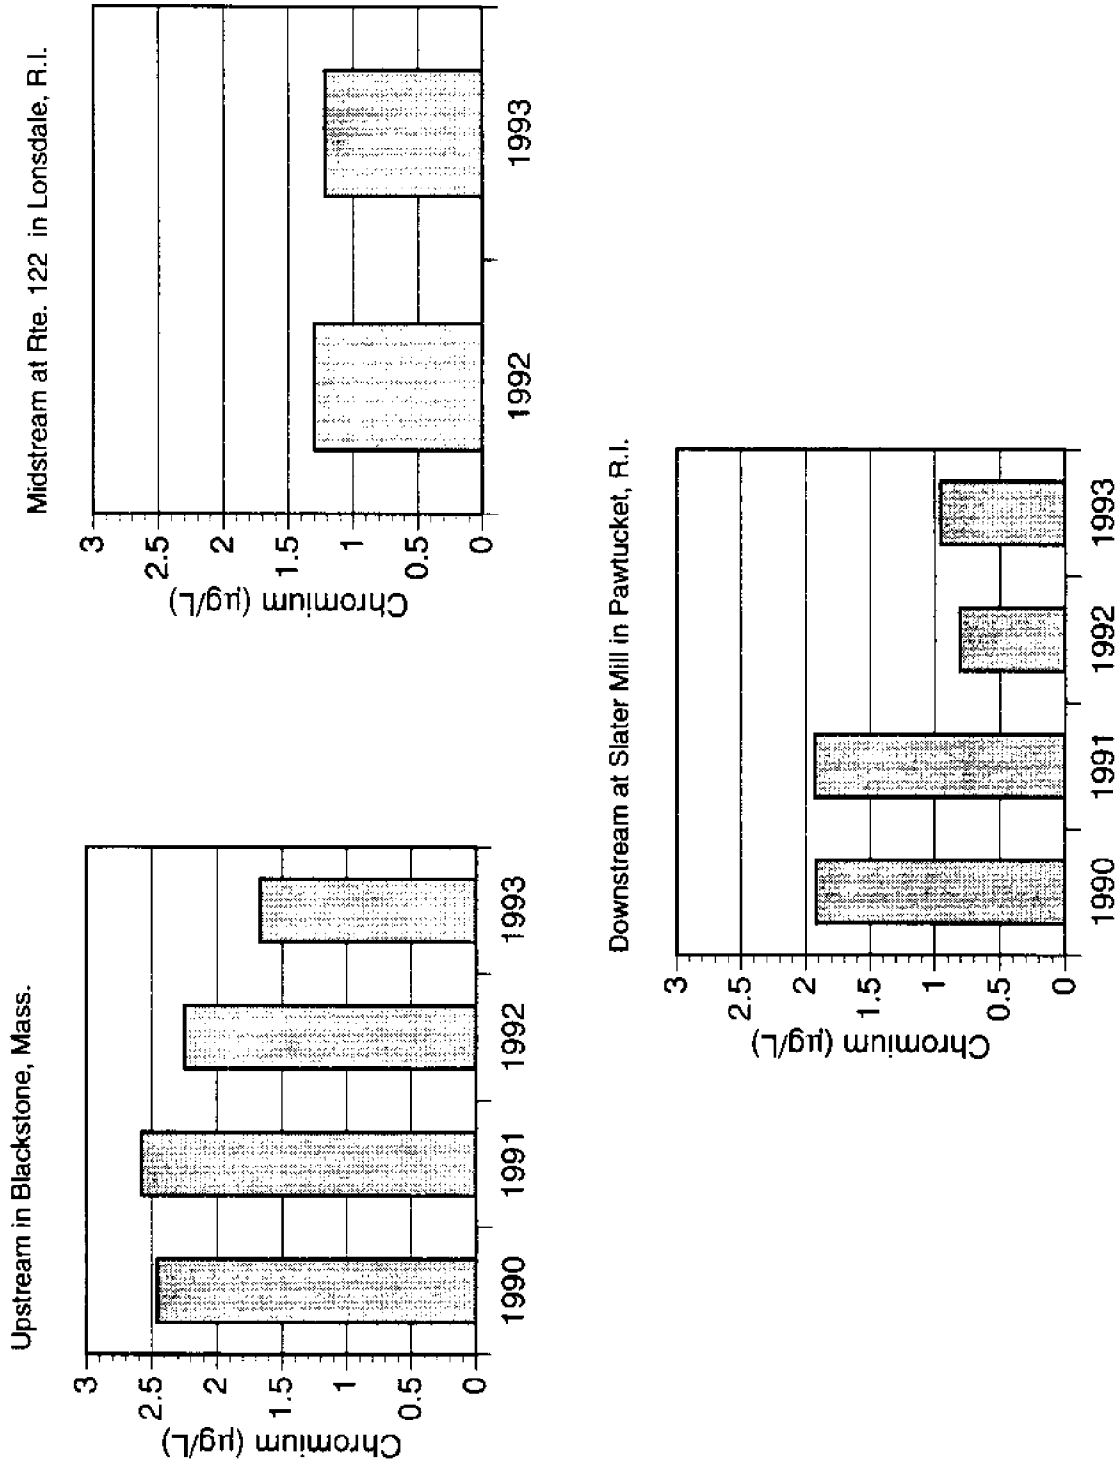 Upstream in Blackstone, Mass.
Chromium (µg/L)
3
2.5
2
1.5
1
0.5
0
1990 1991 1992 1993
Midstream at Rte. 122 in Lonsdale, R.I.
Chromium (µg/L)
3
2.5
2
1.5
1
0.5
0
1992 1993
Downstream at Slater Mill in Pawtucket, R.I.
Chromium (µg/L)
3
2.5
2
1.5
1
0.5
0
1990 1991 1992 1993